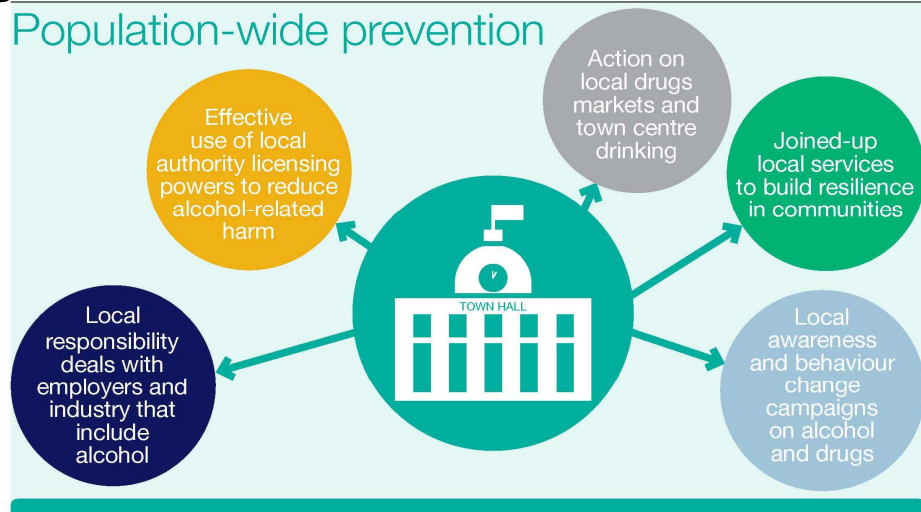 Population-wide prevention
Effective
use of local
authority licensing
powers to reduce
alcohol-related
harm
Action on
local drugs
markets and
town centre
drinking
Joined-up
local services
to build resilience
in communities
Local
responsibility
deals with
employers and
industry that
include
alcohol
TOWN HALL
Local
awareness
and behaviour
change
campaigns
on alcohol
and drugs